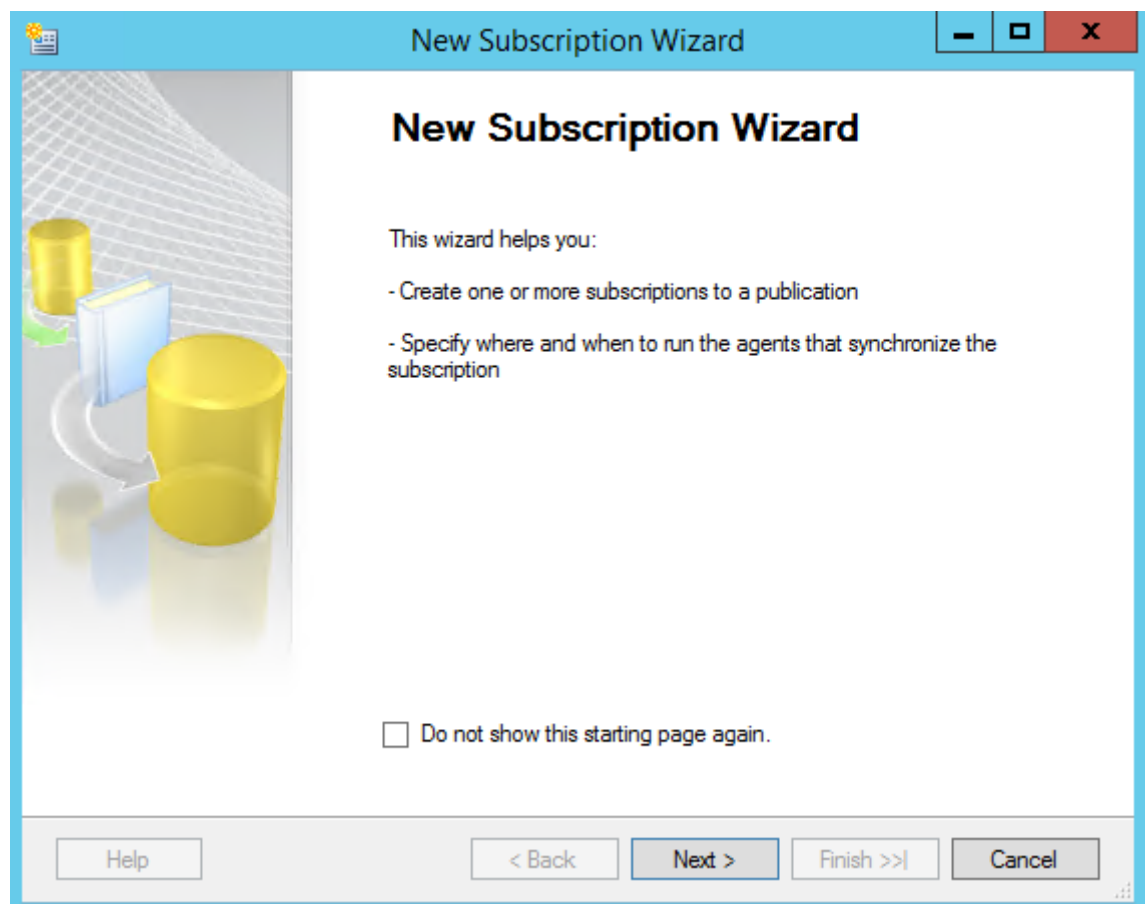 New Subscription Wizard
New Subscription Wizard
This wizard helps you:
- Create one or more subscriptions to a publication
- Specify where and when to run the agents that synchronize the
subscription
Do not show this starting page again.
Help
< Back
Next >
Finish >>|
Cancel